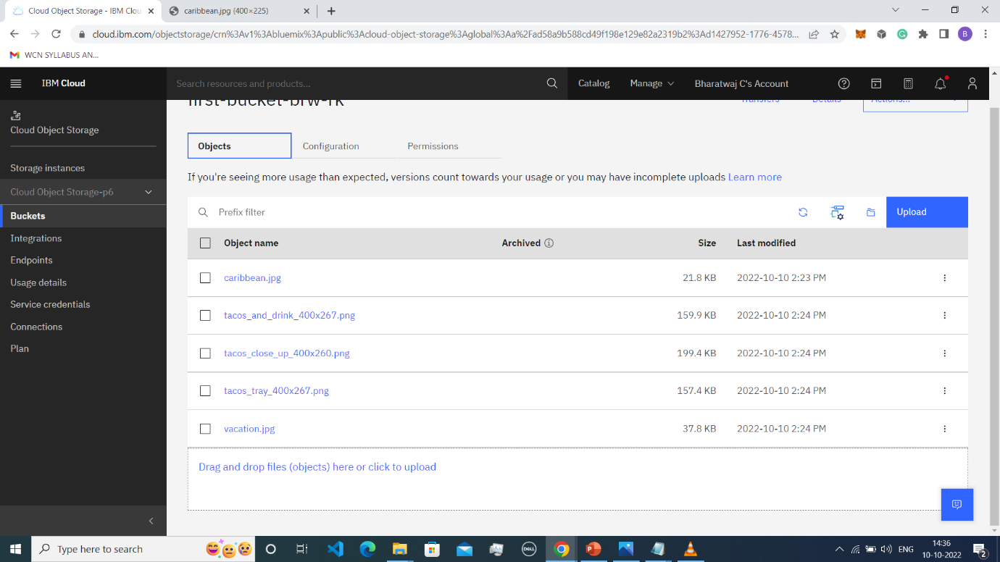 Cloud Object Storage - IBM Clou
caribbean.jpg (400×225)
cloud.ibm.com/objectstorage/crn%3Av1%3Abluemix%3Apublic%3Acloud-object-storage%3Aglobal%3Aa%2Fad58a9b588cd49f198e129e82a2319b2%3Ad1427952-1776-4578...
B
WCN SYLLABUS AN...
IBM Cloud
Search resources and products...
Catalog
Manage
Bharatwaj C's Account
first-bucket-brw-rk
Transfers
Details
Actions...
Cloud Object Storage
Storage instances
Cloud Object Storage-p6
Buckets
Integrations
Endpoints
Usage details
Service credentials
Connections
Plan
Objects
Configuration
Permissions
If you're seeing more usage than expected, versions count towards your usage or you may have incomplete uploads Learn more
Prefix filter
Upload
Object name Archived Size Last modified
caribbean.jpg 21.8 KB 2022-10-10 2:23 PM
tacos_and_drink_400x267.png 159.9 KB 2022-10-10 2:24 PM
tacos_close_up_400x260.png 199.4 KB 2022-10-10 2:24 PM
tacos_tray_400x267.png 157.4 KB 2022-10-10 2:24 PM
vacation.jpg 37.8 KB 2022-10-10 2:24 PM
Drag and drop files (objects) here or click to upload
Type here to search
DELL
ENG
14:36
10-10-2022
2